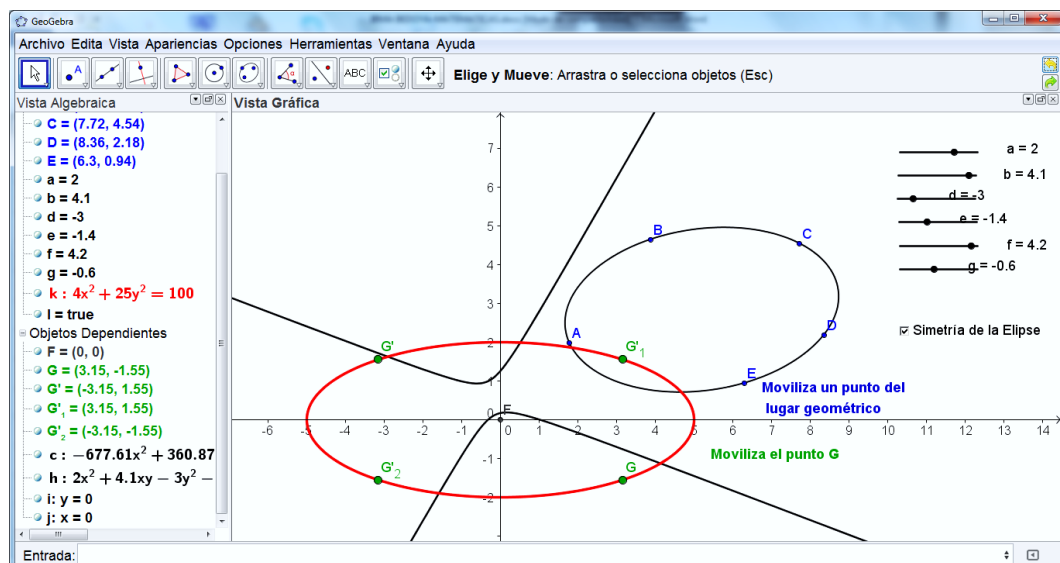 GeoGebra
Archivo Edita Vista Apariencias Opciones Herramientas Ventana Ayuda
A
ABC
Elige y Mueve: Arrastra o selecciona objetos (Esc)
Vista Algebraica
Vista Gráfica
C = (7.72, 4.54)
D = (8.36, 2.18)
E = (6.3, 0.94)
a = 2
b = 4.1
d = -3
e = -1.4
f = 4.2
g = -0.6
k : 4x² + 25y² = 100
l = true
Objetos Dependientes
F = (0, 0)
G = (3.15, -1.55)
G' = (-3.15, 1.55)
G'₁ = (3.15, 1.55)
G'₂ = (-3.15, -1.55)
c : -677.61x² + 360.87
h : 2x² + 4.1xy - 3y² -
i: y = 0
j: x = 0
7
6
5
4
3
2
1
0
-1
-2
-6 -5 -4 -3 -2 -1 0 1 2 3 4 5 6 7 8 9 10 11 12 13 14
A
B
C
D
E
F
G'
G'₁
G'₂
G
a = 2
b = 4.1
d = -3
e = -1.4
f = 4.2
g = -0.6
Simetría de la Elipse
Moviliza un punto del
lugar geométrico
Moviliza el punto G
Entrada: